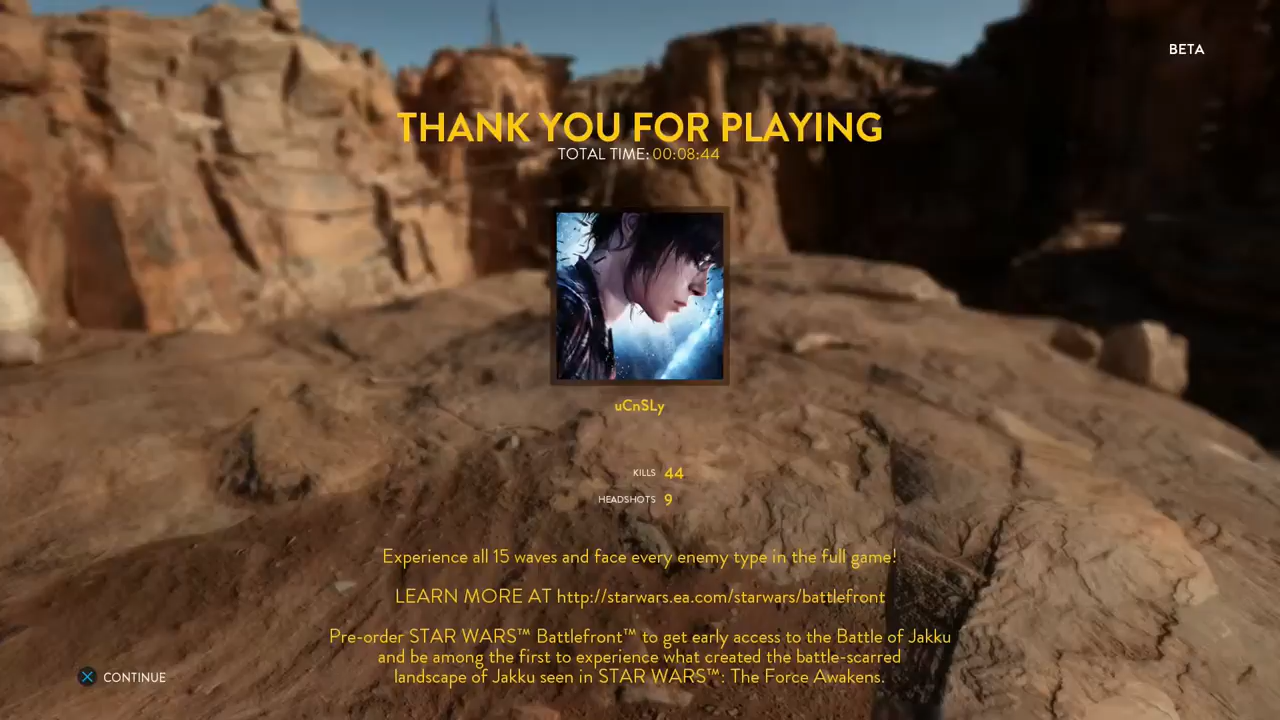 BETA
THANK YOU FOR PLAYING
TOTAL TIME: 00:08:44
uCnSLy
KILLS 44
HEADSHOTS 9
Experience all 15 waves and face every enemy type in the full game!
LEARN MORE AT http://starwars.ea.com/starwars/battlefront
Pre-order STAR WARS™ Battlefront™ to get early access to the Battle of Jakku
and be among the first to experience what created the battle-scarred
landscape of Jakku seen in STAR WARS™: The Force Awakens.
CONTINUE